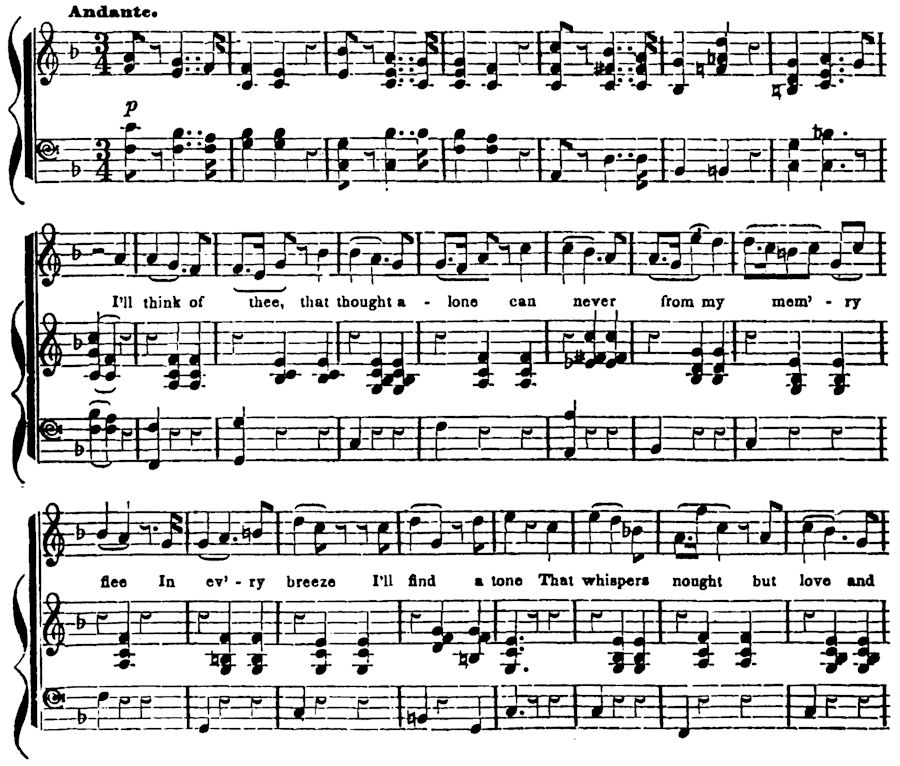 Andante.
p
I'll think of thee, that thought a - lone can never from my mem' - ry
flee In ev' - ry breeze I'll find a tone That whispers nought but love and